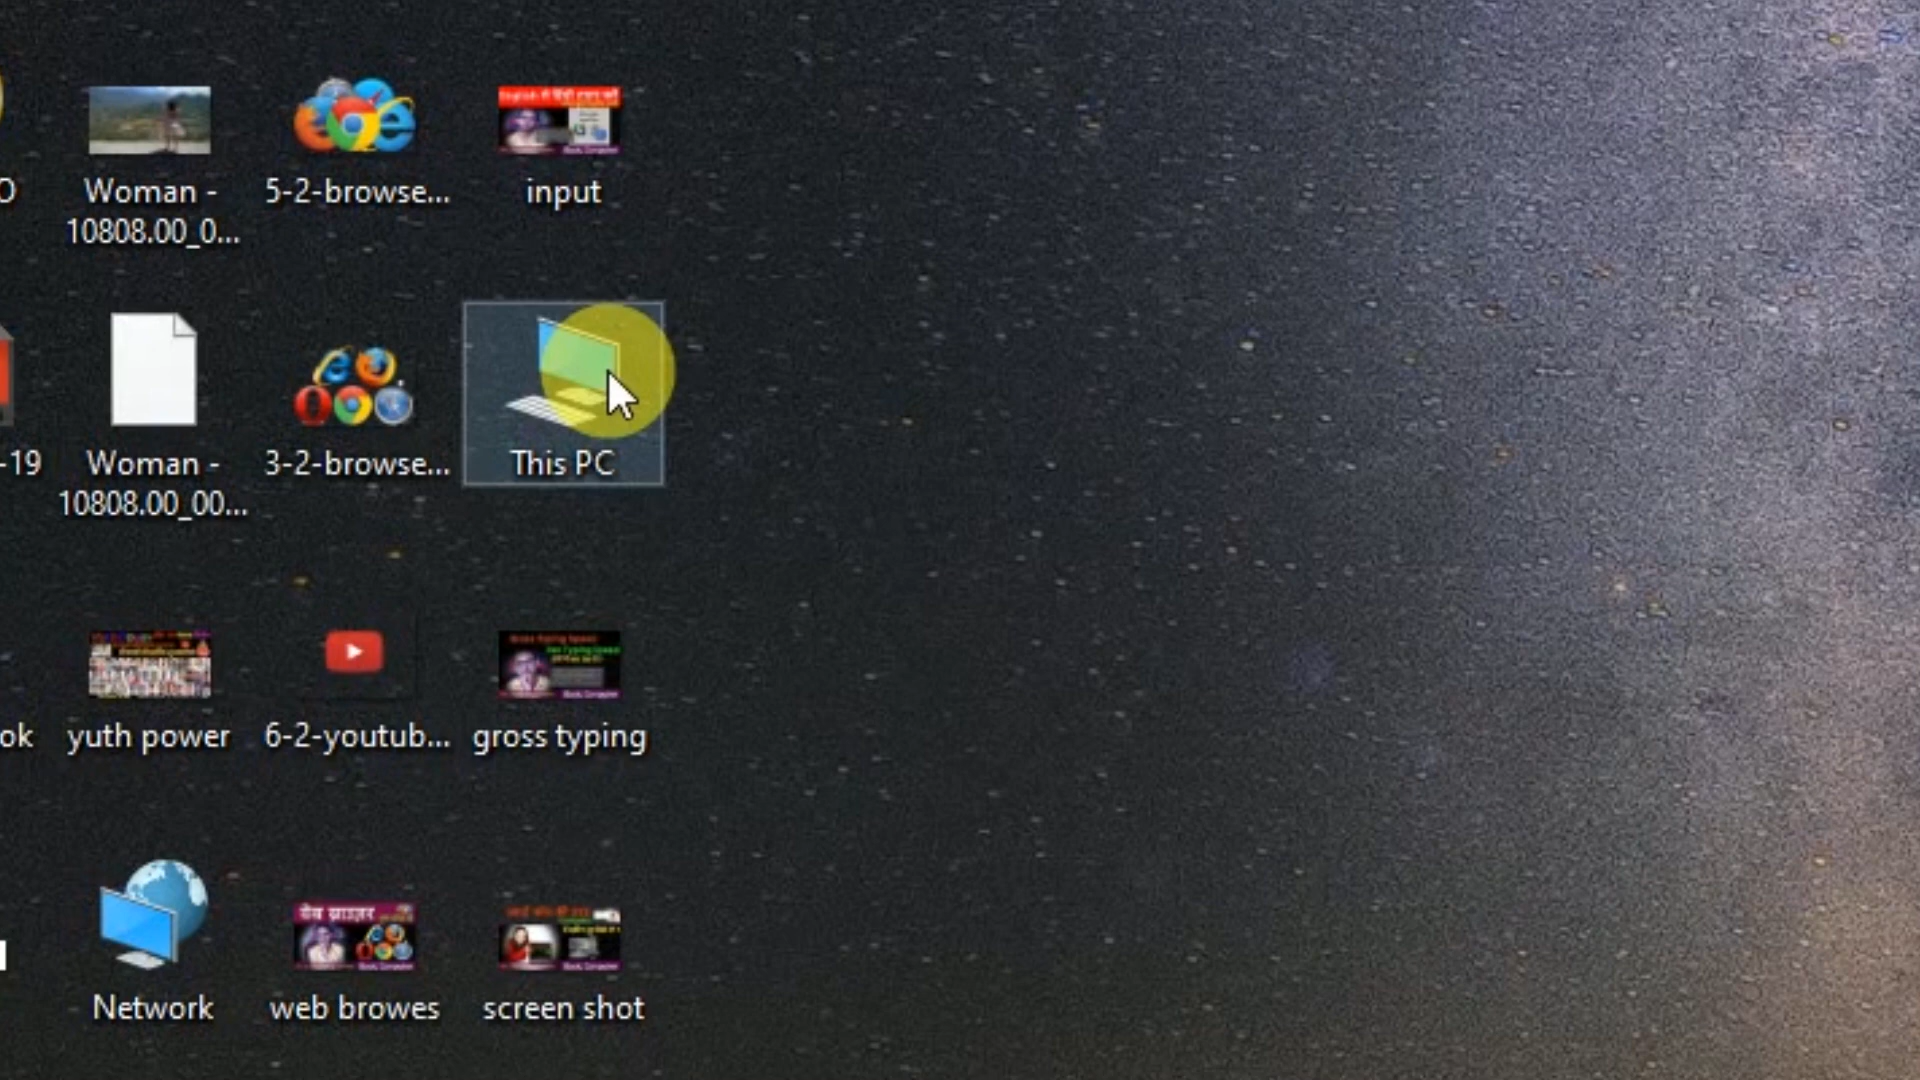 O
Woman -
10808.00_0...
5-2-browse...
input
-19
Woman -
10808.00_00...
3-2-browse...
This PC
ok
yuth power
6-2-youtub...
gross typing
Network
वेब ब्राउज़र
web browes
screen shot